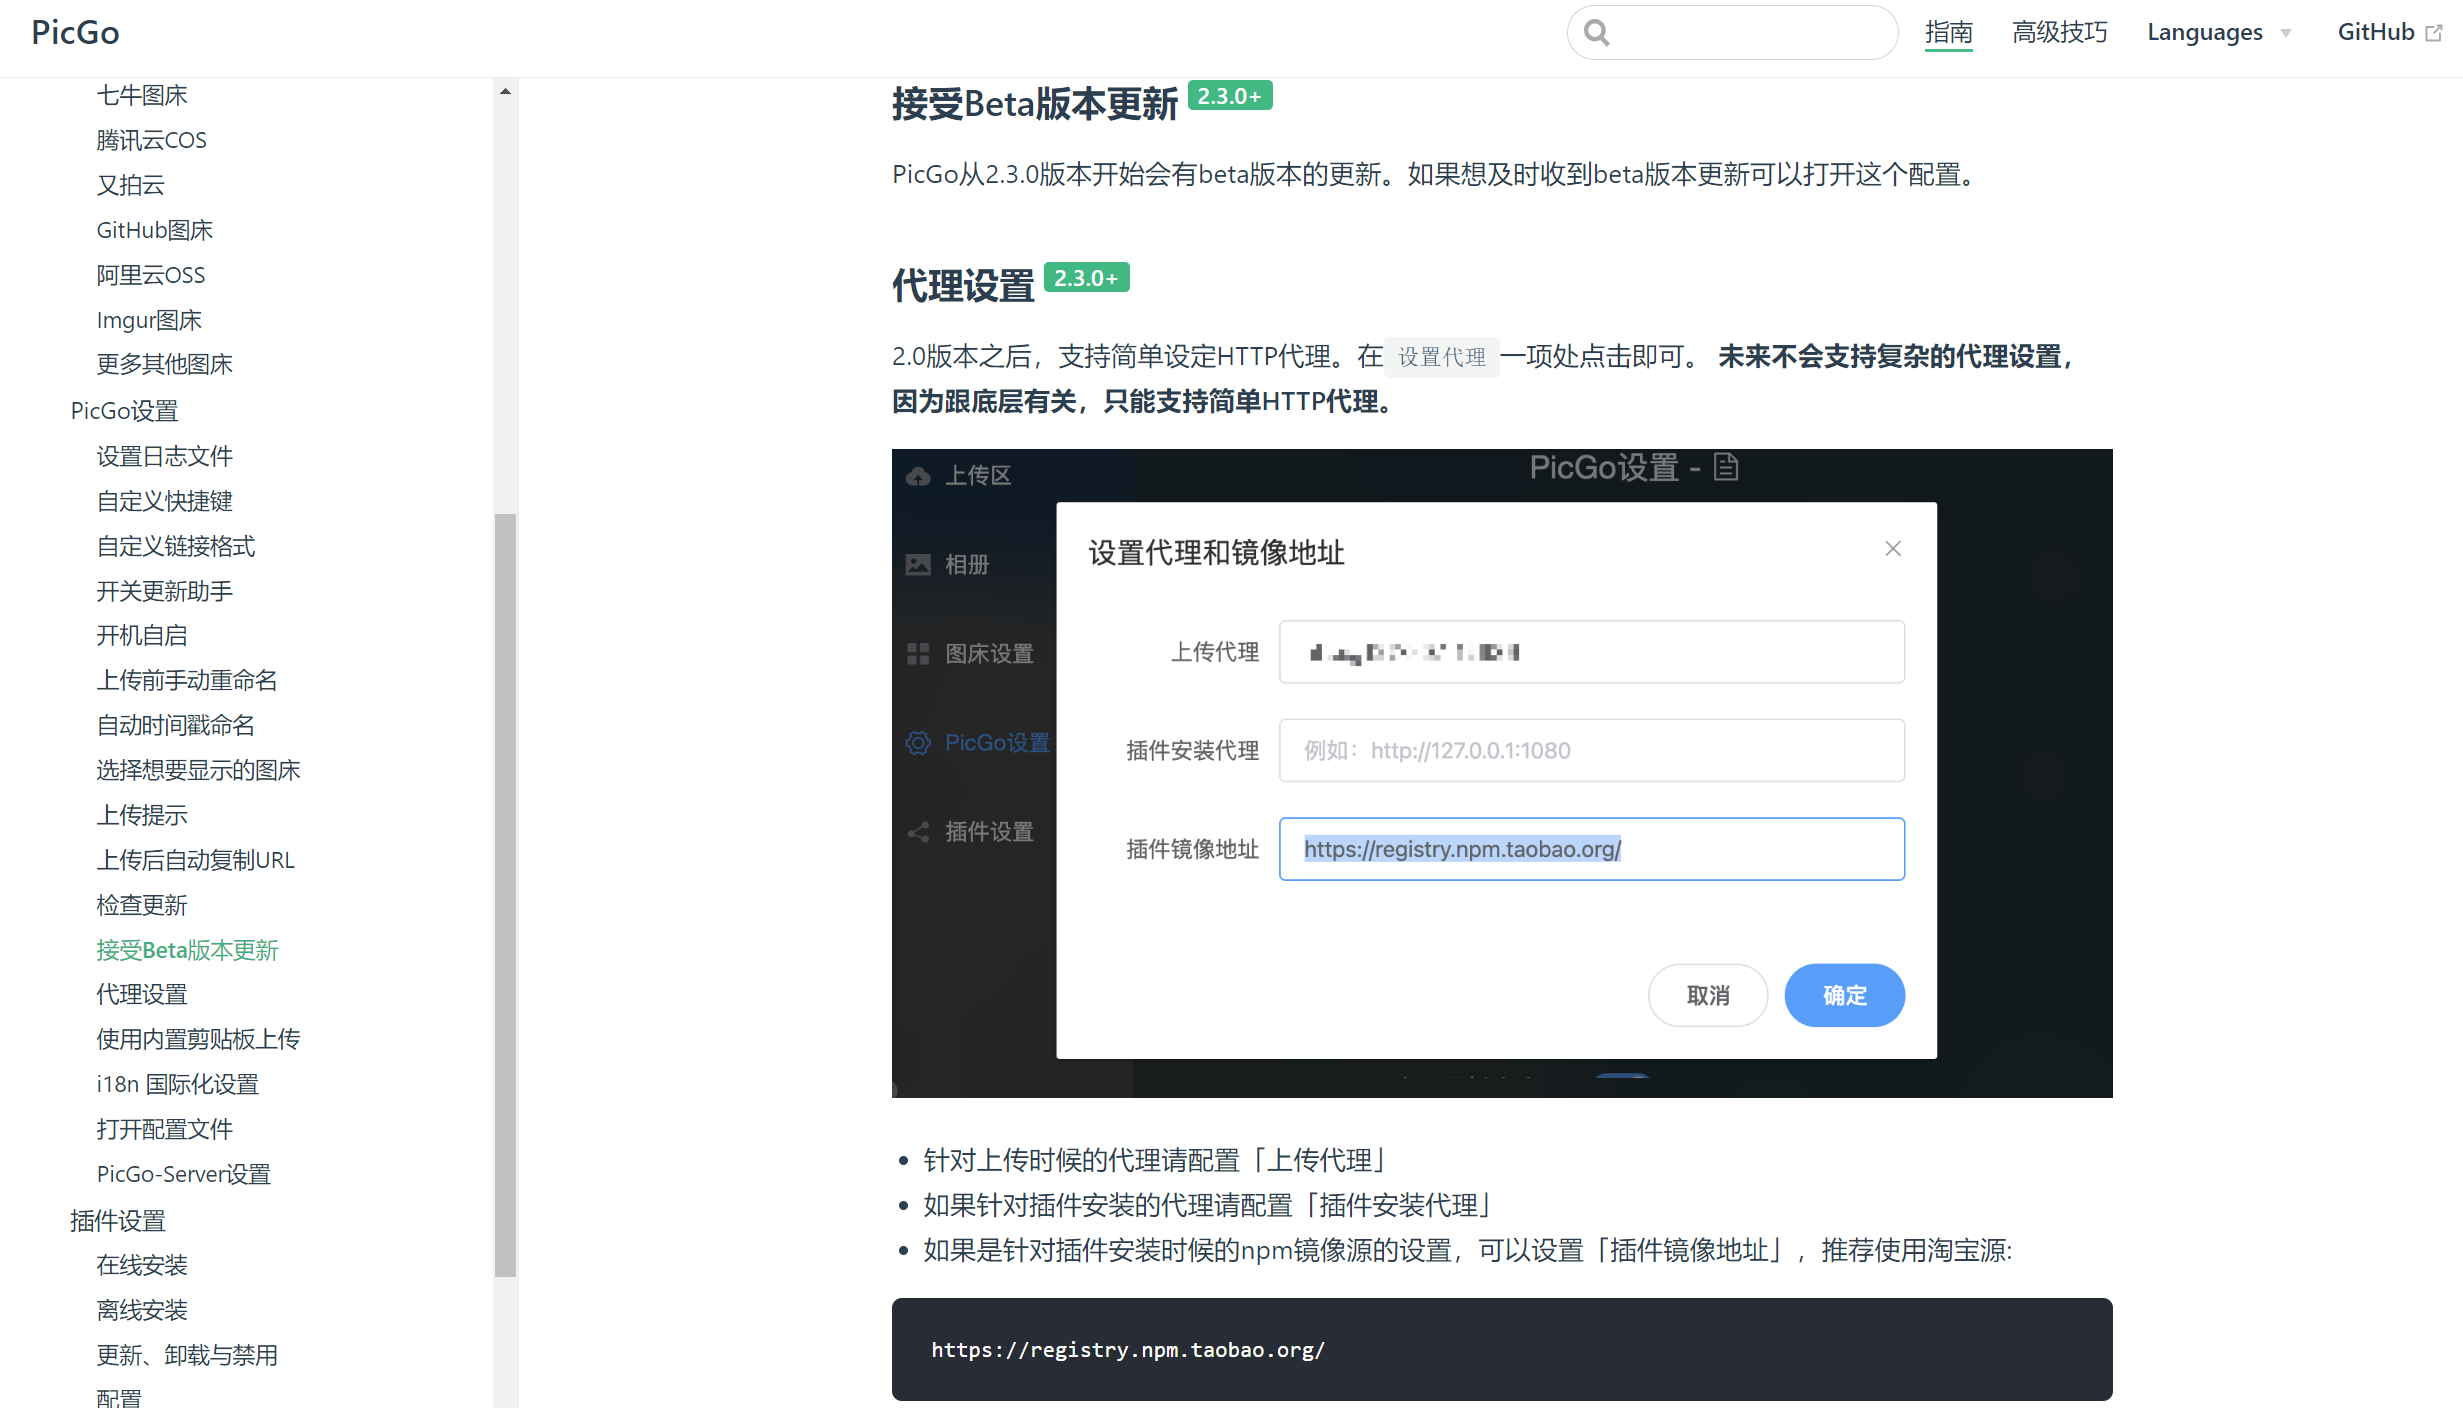 PicGo
指南
高级技巧
Languages
GitHub
七牛图床
腾讯云COS
又拍云
GitHub图床
阿里云OSS
Imgur图床
更多其他图床
PicGo设置
设置日志文件
自定义快捷键
自定义链接格式
开关更新助手
开机自启
上传前手动重命名
自动时间戳命名
选择想要显示的图床
上传提示
上传后自动复制URL
检查更新
接受Beta版本更新
代理设置
使用内置剪贴板上传
i18n 国际化设置
打开配置文件
PicGo-Server设置
插件设置
在线安装
离线安装
更新、卸载与禁用
配置
接受Beta版本更新 2.3.0+
PicGo从2.3.0版本开始会有beta版本的更新。如果想及时收到beta版本更新可以打开这个配置。
代理设置 2.3.0+
2.0版本之后，支持简单设定HTTP代理。在 设置代理 一项处点击即可。 未来不会支持复杂的代理设置，
因为跟底层有关，只能支持简单HTTP代理。
上传区
相册
图床设置
PicGo设置
插件设置
PicGo设置 -
设置代理和镜像地址
上传代理
插件安装代理 例如：http://127.0.0.1:1080
插件镜像地址 https://registry.npm.taobao.org/
取消 确定
• 针对上传时候的代理请配置「上传代理」
• 如果针对插件安装的代理请配置「插件安装代理」
• 如果是针对插件安装时候的npm镜像源的设置，可以设置「插件镜像地址」，推荐使用淘宝源:
https://registry.npm.taobao.org/